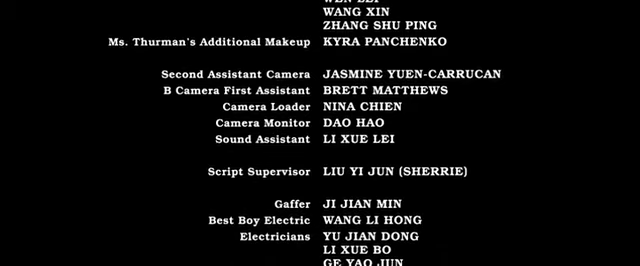 WEN LEI
WANG XIN
ZHANG SHU PING
Ms. Thurman's Additional Makeup KYRA PANCHENKO
Second Assistant Camera JASMINE YUEN-CARRUCAN
B Camera First Assistant BRETT MATTHEWS
Camera Loader NINA CHIEN
Camera Monitor DAO HAO
Sound Assistant LI XUE LEI
Script Supervisor LIU YI JUN (SHERRIE)
Gaffer JI JIAN MIN
Best Boy Electric WANG LI HONG
Electricians YU JIAN DONG
LI XUE BO
GE YAO JUN